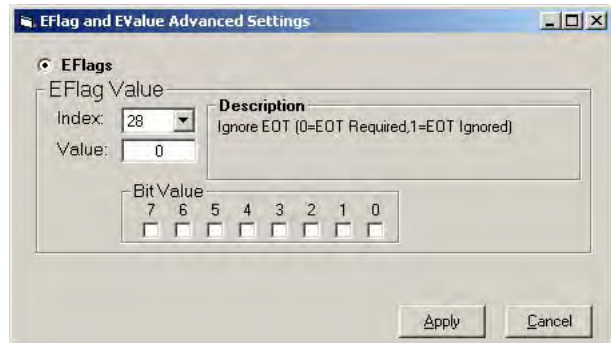 EFlag and EValue Advanced Settings
EFlags
EFlag Value
Index: 28
Value: 0
Description
Ignore EOT (0=EOT Required,1=EOT Ignored)
Bit Value
7 6 5 4 3 2 1 0
Apply Cancel